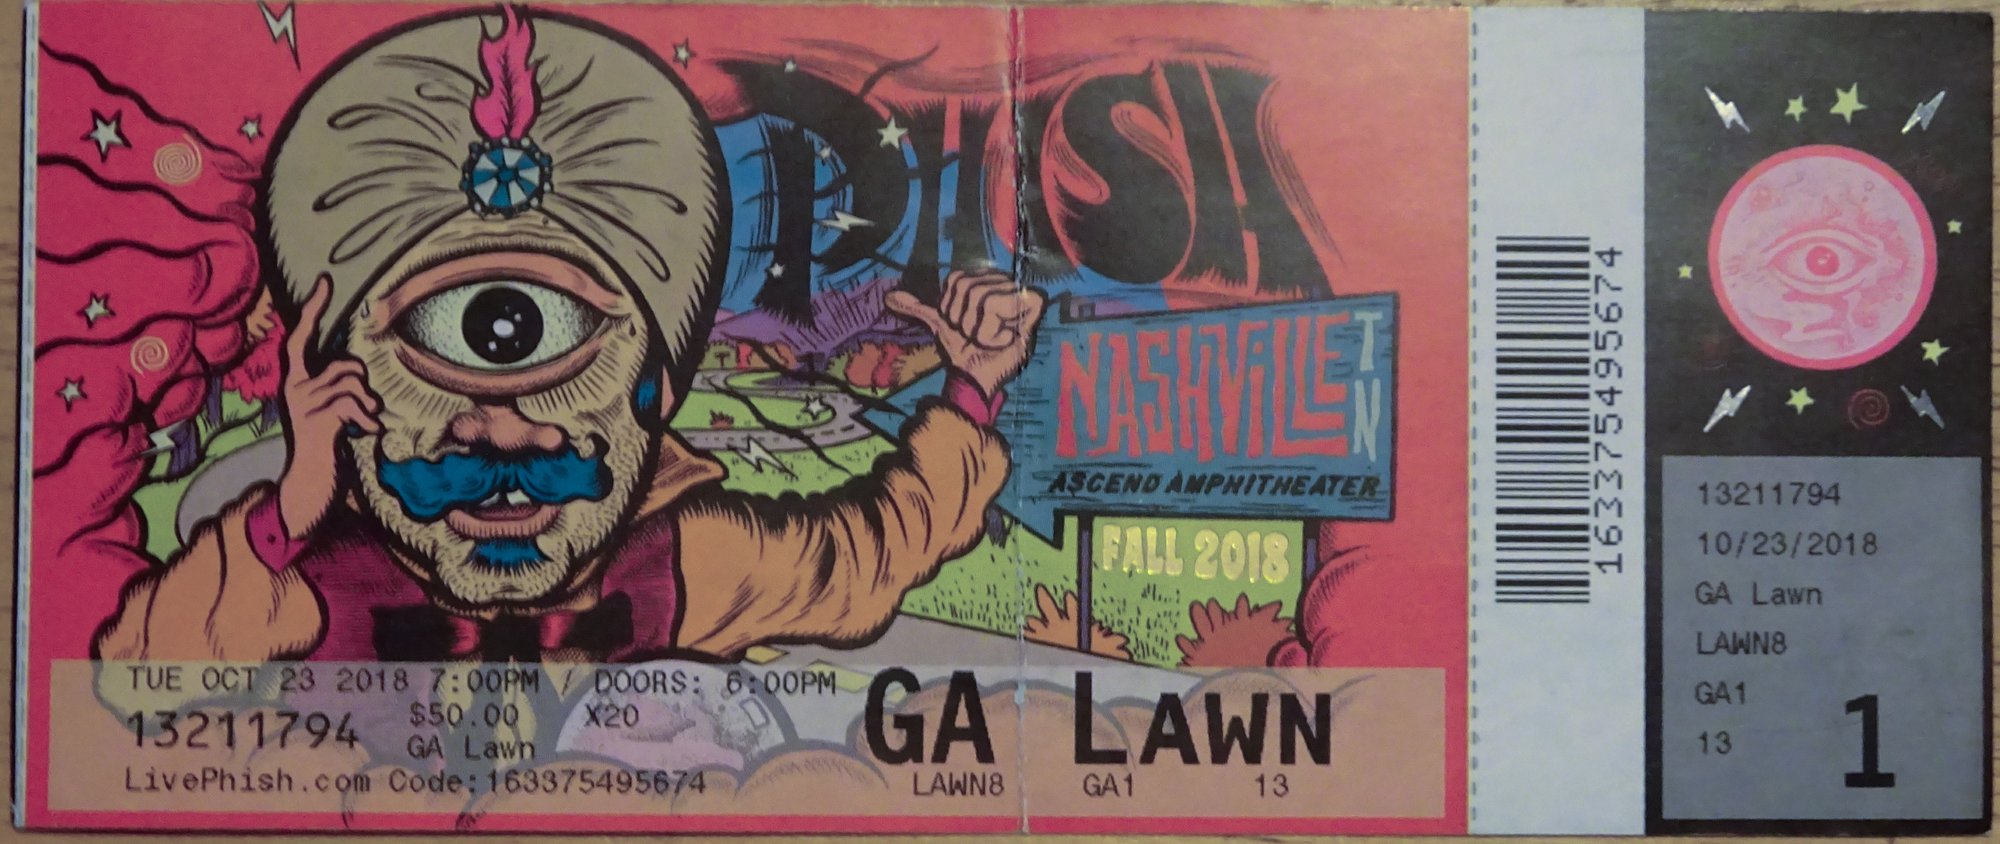 PHISH
NASHVILLE TN
ASCEND AMPHITHEATER
FALL 2018
TUE OCT 23 2018 7:00PM / DOORS: 6:00PM
13211794
$50.00 X20
GA Lawn
LivePhish.com Code:163375495674
GA LAWN
LAWN8 GA1 13
163375495674
13211794
10/23/2018
GA Lawn
LAWN8
GA1
13
1